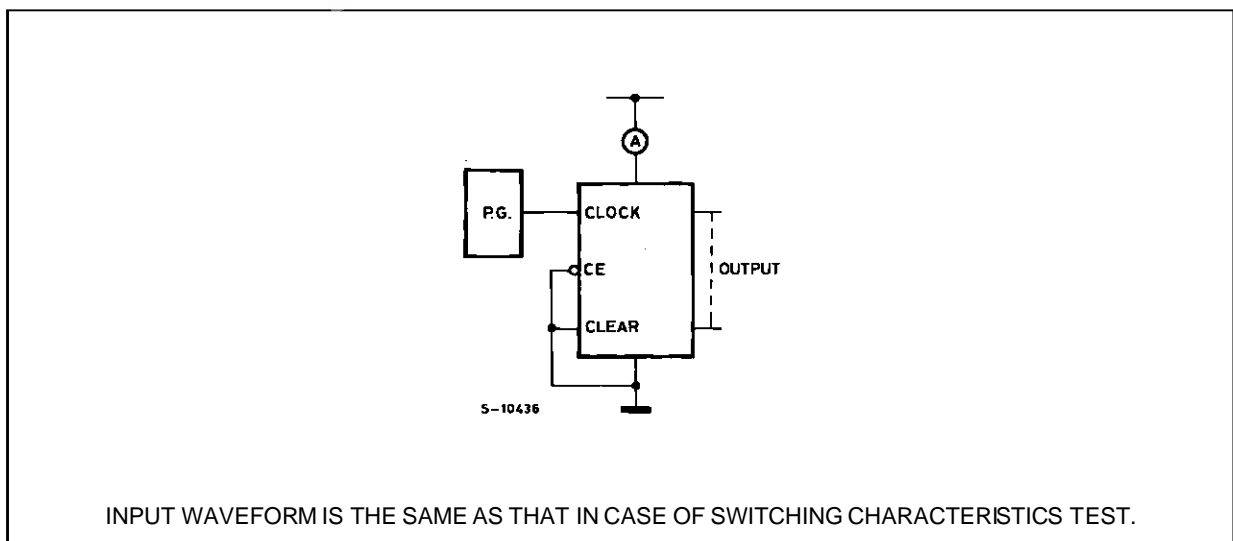 A
P.G.
CLOCK
CE
OUTPUT
CLEAR
S-10436
INPUT WAVEFORM IS THE SAME AS THAT IN CASE OF SWITCHING CHARACTERISTICS TEST.